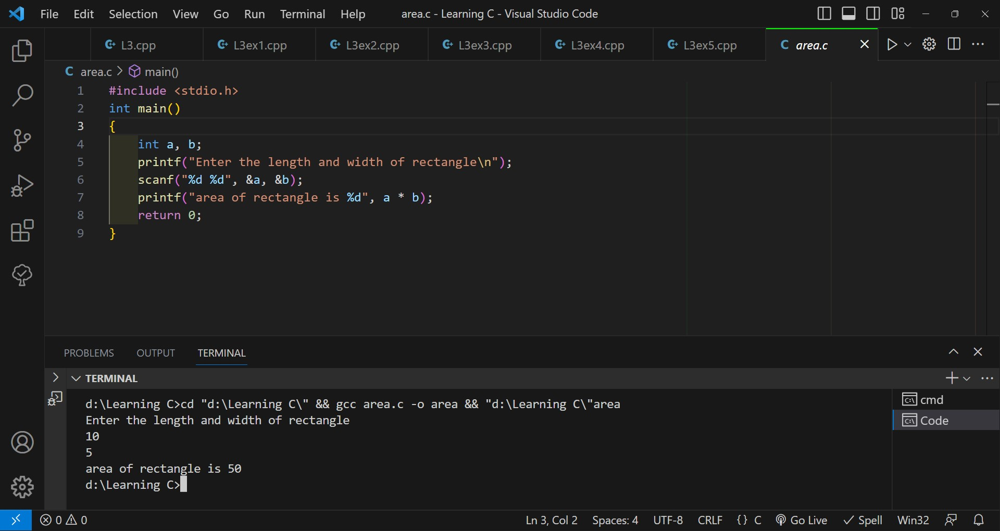 File Edit Selection View Go Run Terminal Help area.c - Learning C - Visual Studio Code
L3.cpp L3ex1.cpp L3ex2.cpp L3ex3.cpp L3ex4.cpp L3ex5.cpp C area.c
C area.c > main()
1 #include <stdio.h>
2 int main()
3 {
4 int a, b;
5 printf("Enter the length and width of rectangle\n");
6 scanf("%d %d", &a, &b);
7 printf("area of rectangle is %d", a * b);
8 return 0;
9 }
PROBLEMS OUTPUT TERMINAL
TERMINAL
d:\Learning C>cd "d:\Learning C\" && gcc area.c -o area && "d:\Learning C\"area
Enter the length and width of rectangle
10
5
area of rectangle is 50
d:\Learning C>
cmd
Code
0 0 Ln 3, Col 2 Spaces: 4 UTF-8 CRLF {} C Go Live Spell Win32